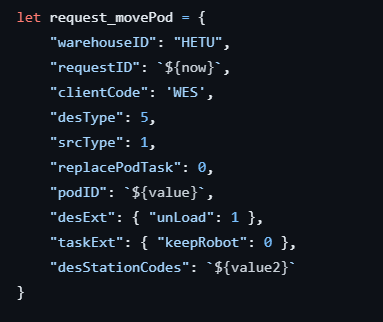 let request_movePod = {
"warehouseID": "HETU",
"requestID": `${now}`,
"clientCode": 'WES',
"desType": 5,
"srcType": 1,
"replacePodTask": 0,
"podID": `${value}`,
"desExt": { "unLoad": 1 },
"taskExt": { "keepRobot": 0 },
"desStationCodes": `${value2}`
}